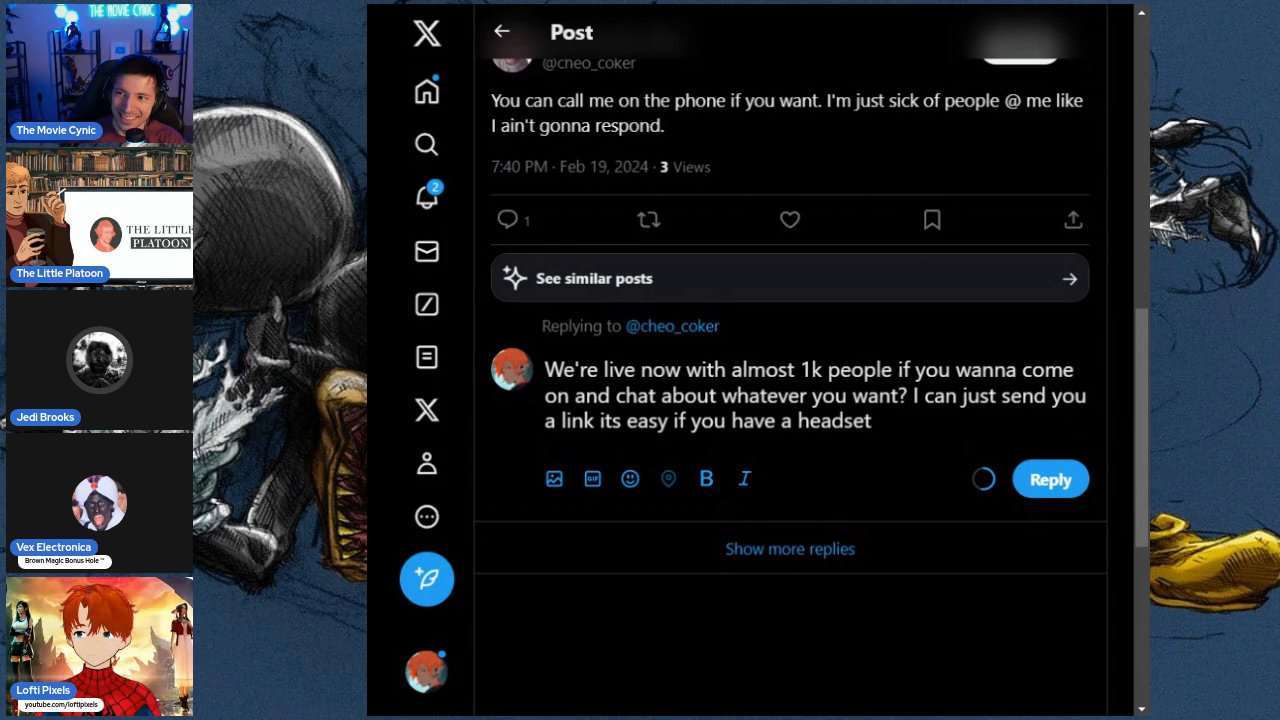 THE MOVIE CYNIC
The Movie Cynic
THE LITTLE
PLATOON
The Little Platoon
Jedi Brooks
Vex Electronica
Brown Magic Bonus Hole ™
Lofti Pixels
youtube.com/loftipixels
Post
@cheo_coker
You can call me on the phone if you want. I'm just sick of people @ me like
I ain't gonna respond.
7:40 PM · Feb 19, 2024 · 3 Views
1
See similar posts
Replying to @cheo_coker
We're live now with almost 1k people if you wanna come
on and chat about whatever you want? I can just send you
a link its easy if you have a headset
GIF
B I
Reply
Show more replies
2